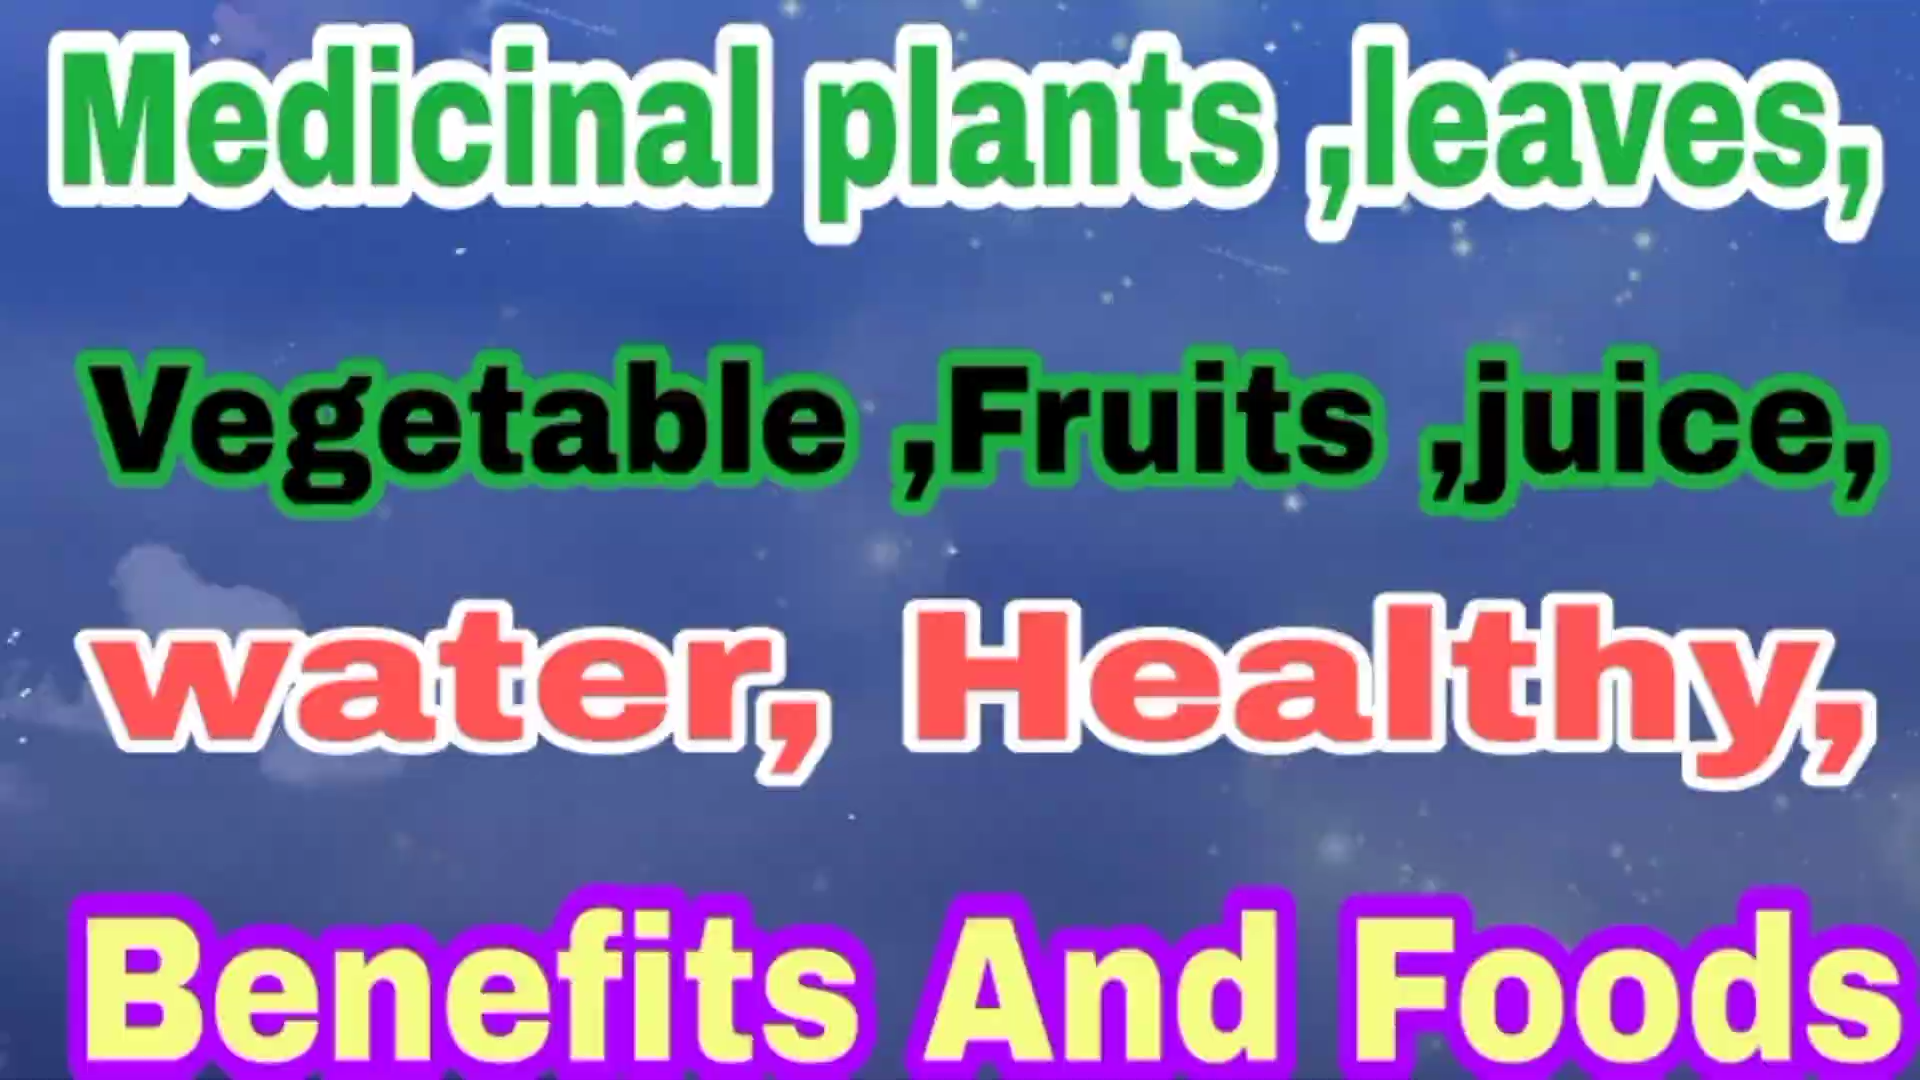 Medicinal plants ,leaves,
Vegetable ,Fruits ,juice,
water, Healthy,
Benefits And Foods